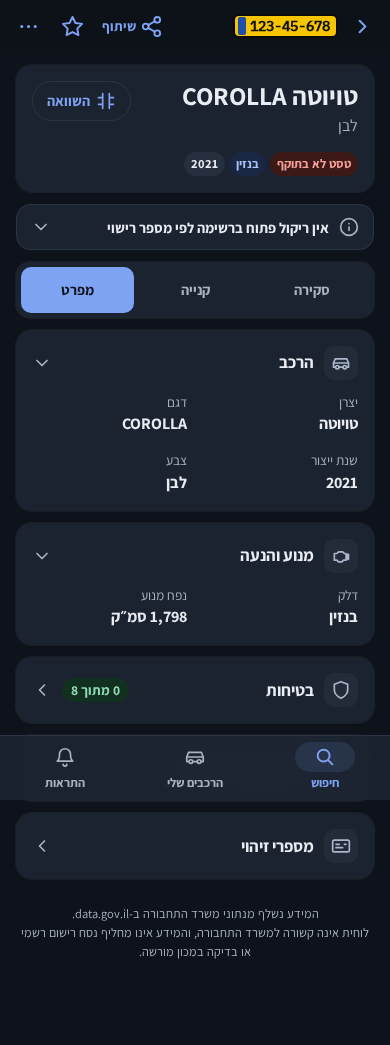 123-45-678
שיתוף
טויוטה COROLLA
לבן
השוואה
טסט לא בתוקף
בנזין
2021
אין ריקול פתוח ברשימה לפי מספר רישוי
סקירה
קנייה
מפרט
הרכב
יצרן
דגם
טויוטה
COROLLA
שנת ייצור
צבע
2021
לבן
מנוע והנעה
דלק
נפח מנוע
בנזין
1,798 סמ״ק
בטיחות
0 מתוך 8
חיפוש
הרכבים שלי
התראות
מספרי זיהוי
המידע נשלף מנתוני משרד התחבורה ב-data.gov.il.
לוחית אינה קשורה למשרד התחבורה, והמידע אינו מחליף נסח רישום רשמי
או בדיקה במכון מורשה.